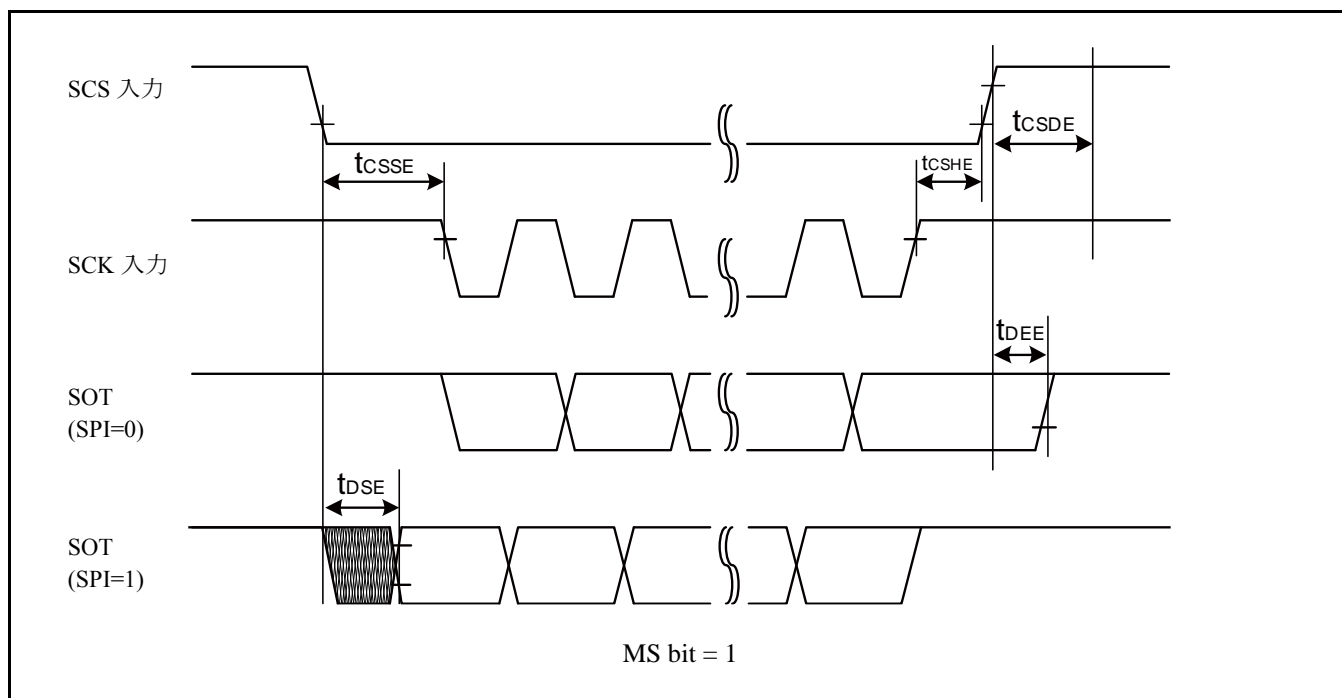 SCS 入力
tCSDE
tCSSE
tCSHE
SCK 入力
tDEE
SOT
(SPI=0)
tDSE
SOT
(SPI=1)
MS bit = 1